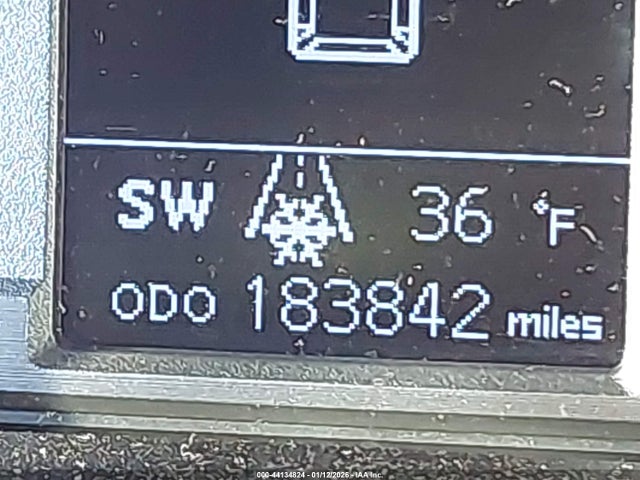 SW 36 °F
ODO 183842 miles
000-44134824 - 01/12/2026 - IAA Inc.